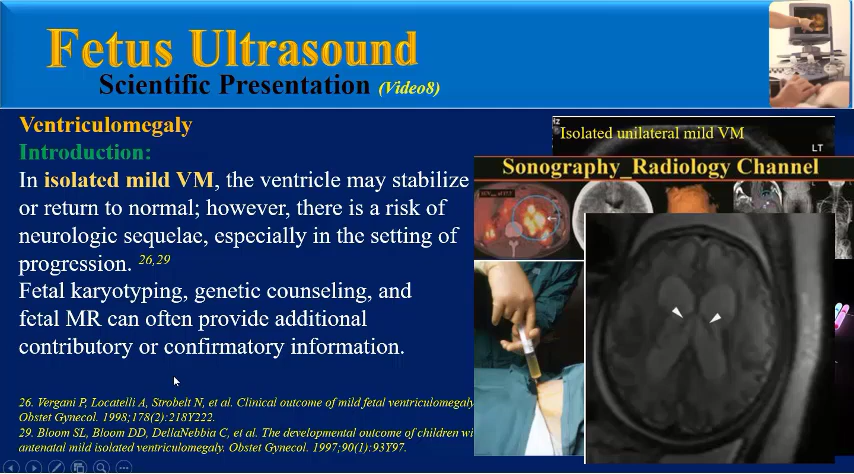 Fetus Ultrasound
Scientific Presentation (Video8)
Ventriculomegaly
Introduction:
In isolated mild VM, the ventricle may stabilize
or return to normal; however, there is a risk of
neurologic sequelae, especially in the setting of
progression. 26,29
Fetal karyotyping, genetic counseling, and
fetal MR can often provide additional
contributory or confirmatory information.
26. Vergani P, Locatelli A, Strobelt N, et al. Clinical outcome of mild fetal ventriculomegaly.
Obstet Gynecol. 1998;178(2):218Y222.
29. Bloom SL, Bloom DD, DellaNebbia C, et al. The developmental outcome of children wi
antenatal mild isolated ventriculomegaly. Obstet Gynecol. 1997;90(1):93Y97.
Isolated unilateral mild VM
LT
Sonography_Radiology Channel